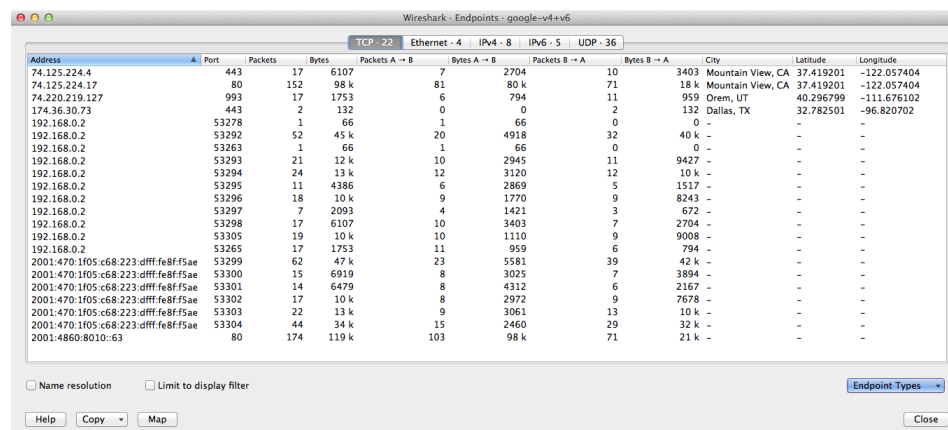 Wireshark · Endpoints · google-v4+v6
TCP · 22 Ethernet · 4 IPv4 · 8 IPv6 · 5 UDP · 36
Address Port Packets Bytes Packets A → B Bytes A → B Packets B → A Bytes B → A City Latitude Longitude
74.125.224.4 443 17 6107 7 2704 10 3403 Mountain View, CA 37.419201 -122.057404
74.125.224.17 80 152 98 k 81 80 k 71 18 k Mountain View, CA 37.419201 -122.057404
74.220.219.127 993 17 1753 6 794 11 959 Orem, UT 40.296799 -111.676102
174.36.30.73 443 2 132 0 0 2 132 Dallas, TX 32.782501 -96.820702
192.168.0.2 53278 1 66 1 66 0 0 - - -
192.168.0.2 53292 52 45 k 20 4918 32 40 k - - -
192.168.0.2 53263 1 66 1 66 0 0 - - -
192.168.0.2 53293 21 12 k 10 2945 11 9427 - - -
192.168.0.2 53294 24 13 k 12 3120 12 10 k - - -
192.168.0.2 53295 11 4386 6 2869 5 1517 - - -
192.168.0.2 53296 18 10 k 9 1770 9 8243 - - -
192.168.0.2 53297 7 2093 4 1421 3 672 - - -
192.168.0.2 53298 17 6107 10 3403 7 2704 - - -
192.168.0.2 53305 19 10 k 10 1110 9 9008 - - -
192.168.0.2 53265 17 1753 11 959 6 794 - - -
2001:470:1f05:c68:223:dfff:fe8f:f5ae 53299 62 47 k 23 5581 39 42 k - - -
2001:470:1f05:c68:223:dfff:fe8f:f5ae 53300 15 6919 8 3025 7 3894 - - -
2001:470:1f05:c68:223:dfff:fe8f:f5ae 53301 14 6479 8 4312 6 2167 - - -
2001:470:1f05:c68:223:dfff:fe8f:f5ae 53302 17 10 k 8 2972 9 7678 - - -
2001:470:1f05:c68:223:dfff:fe8f:f5ae 53303 22 13 k 9 3061 13 10 k - - -
2001:470:1f05:c68:223:dfff:fe8f:f5ae 53304 44 34 k 15 2460 29 32 k - - -
2001:4860:8010::63 80 174 119 k 103 98 k 71 21 k - - -
Name resolution Limit to display filter Endpoint Types
Help Copy Map Close